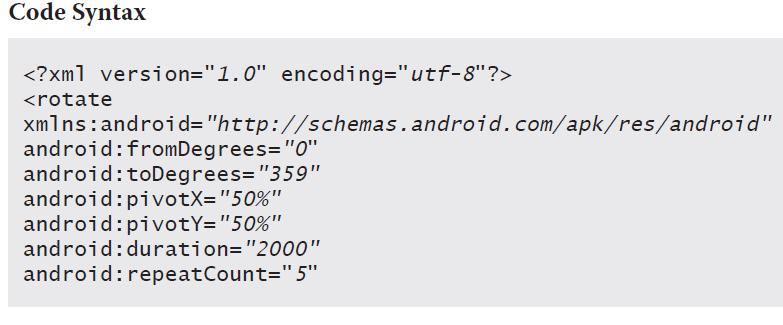 Code Syntax
<?xml version="1.0" encoding="utf-8"?>
<rotate
xmlns:android="http://schemas.android.com/apk/res/android"
android:fromDegrees="0"
android:toDegrees="359"
android:pivotX="50%"
android:pivotY="50%"
android:duration="2000"
android:repeatCount="5"